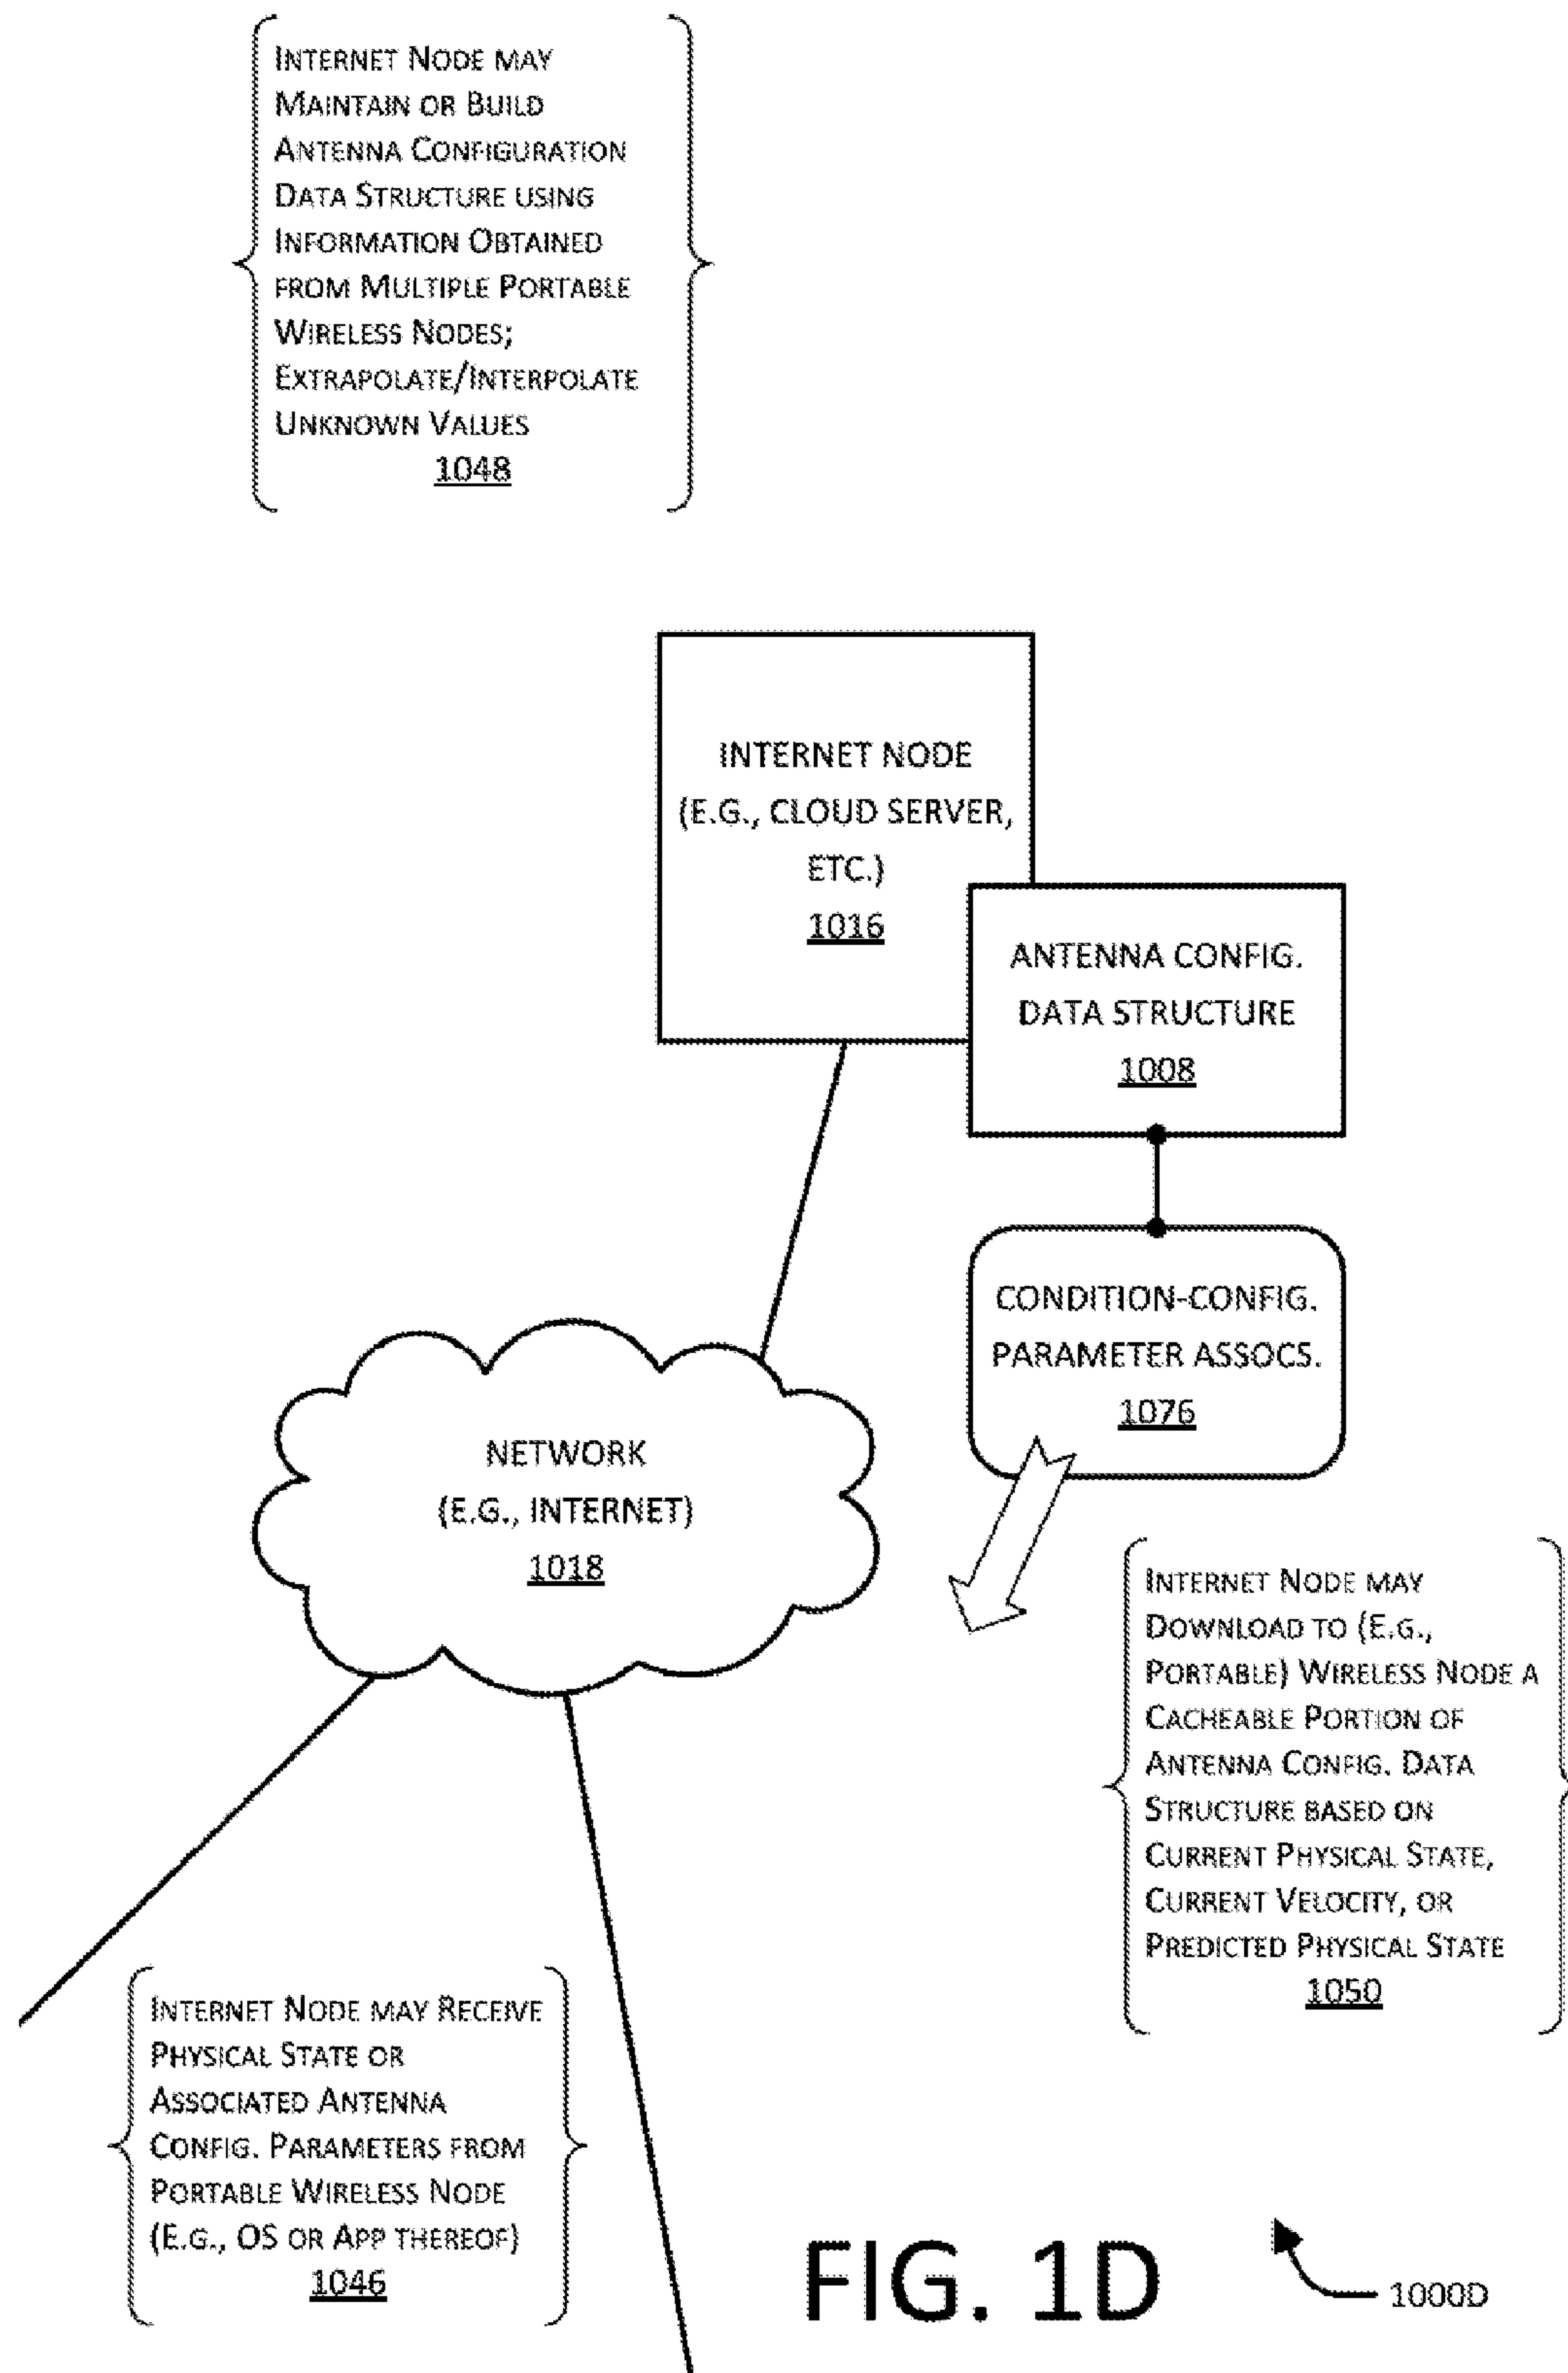 INTERNET NODE MAY
MAINTAIN OR BUILD
ANTENNA CONFIGURATION
DATA STRUCTURE USING
INFORMATION OBTAINED
FROM MULTIPLE PORTABLE
WIRELESS NODES;
EXTRAPOLATE/INTERPOLATE
UNKNOWN VALUES
1048
INTERNET NODE
(E.G., CLOUD SERVER,
ETC.)
1016
ANTENNA CONFIG.
DATA STRUCTURE
1008
CONDITION-CONFIG.
PARAMETER ASSOCS.
1076
NETWORK
(E.G., INTERNET)
1018
INTERNET NODE MAY
DOWNLOAD TO (E.G.,
PORTABLE) WIRELESS NODE A
CACHEABLE PORTION OF
ANTENNA CONFIG. DATA
STRUCTURE BASED ON
CURRENT PHYSICAL STATE,
CURRENT VELOCITY, OR
PREDICTED PHYSICAL STATE
1050
INTERNET NODE MAY RECEIVE
PHYSICAL STATE OR
ASSOCIATED ANTENNA
CONFIG. PARAMETERS FROM
PORTABLE WIRELESS NODE
(E.G., OS OR APP THEREOF)
1046
FIG. 1D
1000D